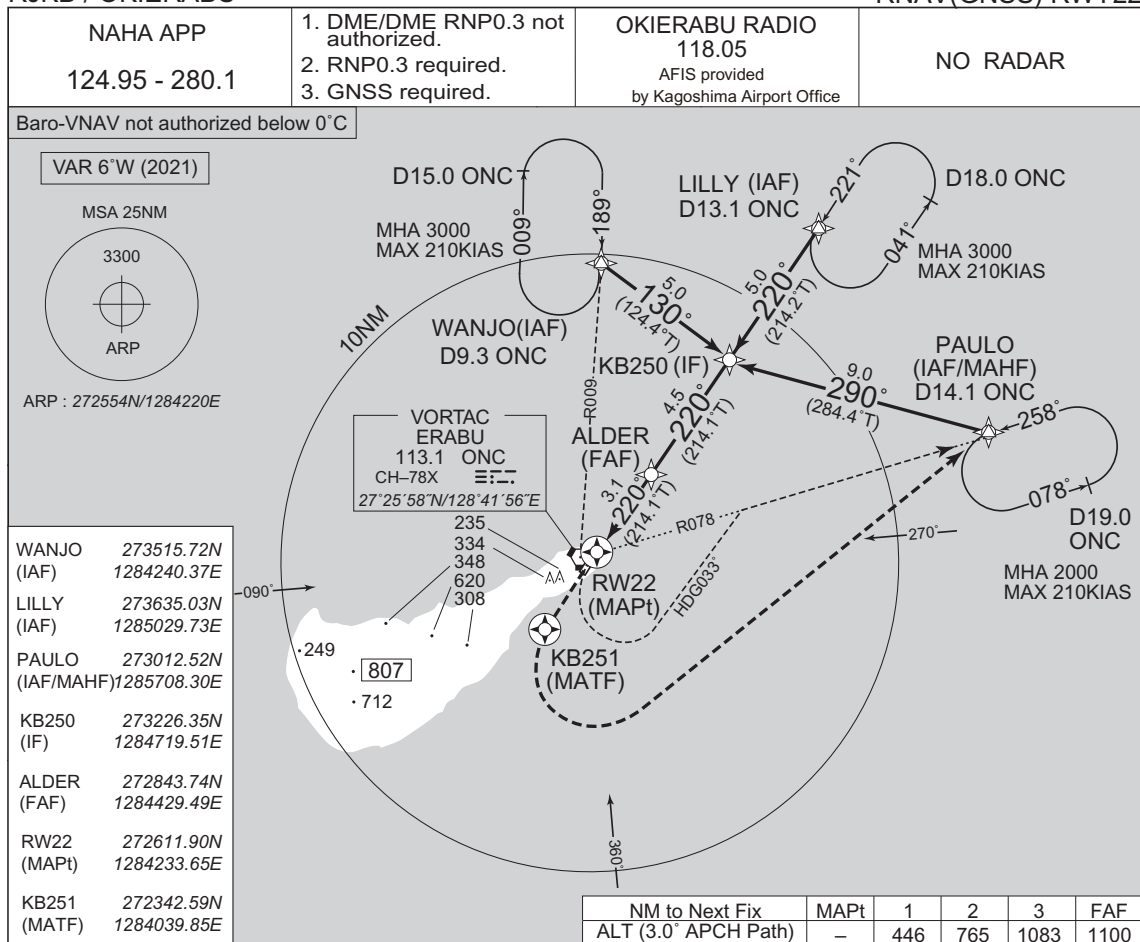 NAHA APP
124.95 - 280.1
1. DME/DME RNP0.3 not
authorized.
2. RNP0.3 required.
3. GNSS required.
OKIERABU RADIO
118.05
AFIS provided
by Kagoshima Airport Office
NO RADAR
Baro-VNAV not authorized below 0°C
VAR 6°W (2021)
MSA 25NM
3300
ARP
ARP : 272554N/1284220E
D15.0 ONC
009°
189°
MHA 3000
MAX 210KIAS
WANJO(IAF)
D9.3 ONC
10NM
LILLY (IAF)
D13.1 ONC
221°
041°
D18.0 ONC
MHA 3000
MAX 210KIAS
5.0
130°
(124.4°T)
5.0
220°
(214.2°T)
KB250 (IF)
PAULO
(IAF/MAHF)
D14.1 ONC
9.0
290°
(284.4°T)
258°
078°
D19.0
ONC
MHA 2000
MAX 210KIAS
R009
4.5
220°
(214.1°T)
ALDER
(FAF)
VORTAC
ERABU
113.1 ONC
CH–78X
27°25´58˝N/128°41´56˝E
3.1
220°
(214.1°T)
R078
270°
HDG033°
235
334
348
620
308
RW22
(MAPt)
KB251
(MATF)
090°
249
807
712
360°
WANJO 273515.72N
(IAF) 1284240.37E
LILLY 273635.03N
(IAF) 1285029.73E
PAULO 273012.52N
(IAF/MAHF) 1285708.30E
KB250 273226.35N
(IF) 1284719.51E
ALDER 272843.74N
(FAF) 1284429.49E
RW22 272611.90N
(MAPt) 1284233.65E
KB251 272342.59N
(MATF) 1284039.85E
NM to Next Fix MAPt 1 2 3 FAF
ALT (3.0° APCH Path) – 446 765 1083 1100